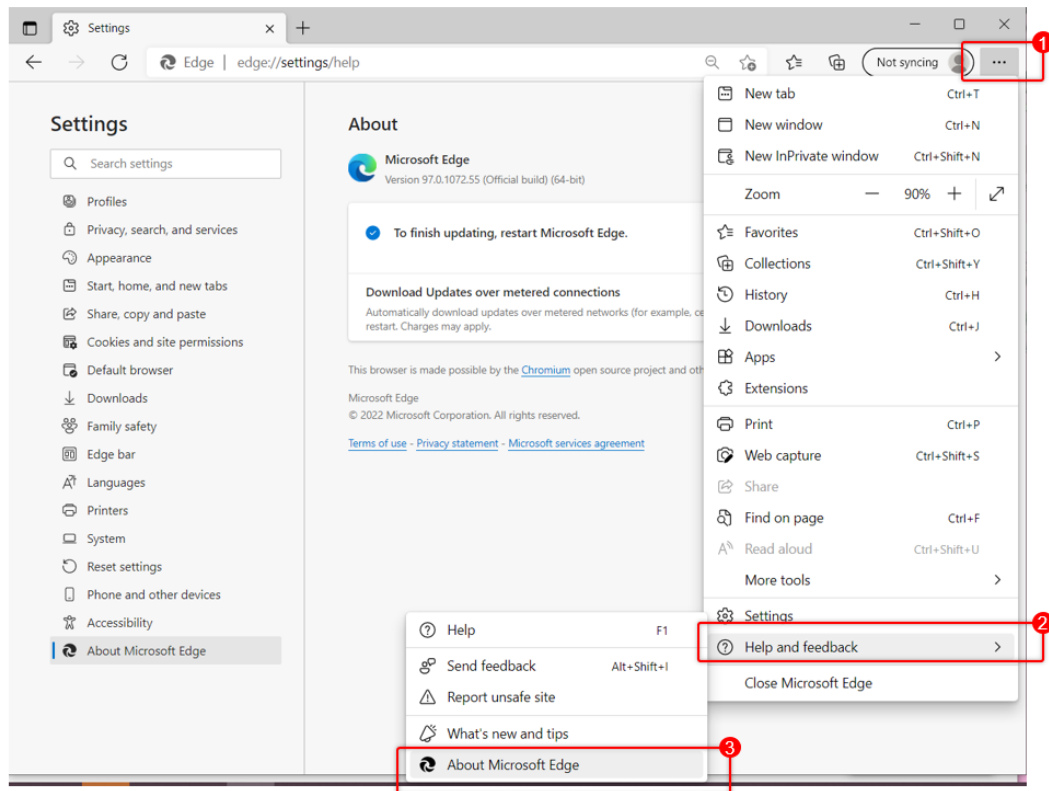 Settings
Edge | edge://settings/help
Not syncing
1
Settings
Search settings
Profiles
Privacy, search, and services
Appearance
Start, home, and new tabs
Share, copy and paste
Cookies and site permissions
Default browser
Downloads
Family safety
Edge bar
Languages
Printers
System
Reset settings
Phone and other devices
Accessibility
About Microsoft Edge
About
Microsoft Edge
Version 97.0.1072.55 (Official build) (64-bit)
To finish updating, restart Microsoft Edge.
Download Updates over metered connections
Automatically download updates over metered networks (for example, ce
restart. Charges may apply.
This browser is made possible by the Chromium open source project and oth
Microsoft Edge
© 2022 Microsoft Corporation. All rights reserved.
Terms of use - Privacy statement - Microsoft services agreement
New tab Ctrl+T
New window Ctrl+N
New InPrivate window Ctrl+Shift+N
Zoom — 90% +
Favorites Ctrl+Shift+O
Collections Ctrl+Shift+Y
History Ctrl+H
Downloads Ctrl+J
Apps
Extensions
Print Ctrl+P
Web capture Ctrl+Shift+S
Share
Find on page Ctrl+F
Read aloud Ctrl+Shift+U
More tools
Settings
2
Help and feedback
Close Microsoft Edge
Help F1
Send feedback Alt+Shift+I
Report unsafe site
What's new and tips
3
About Microsoft Edge